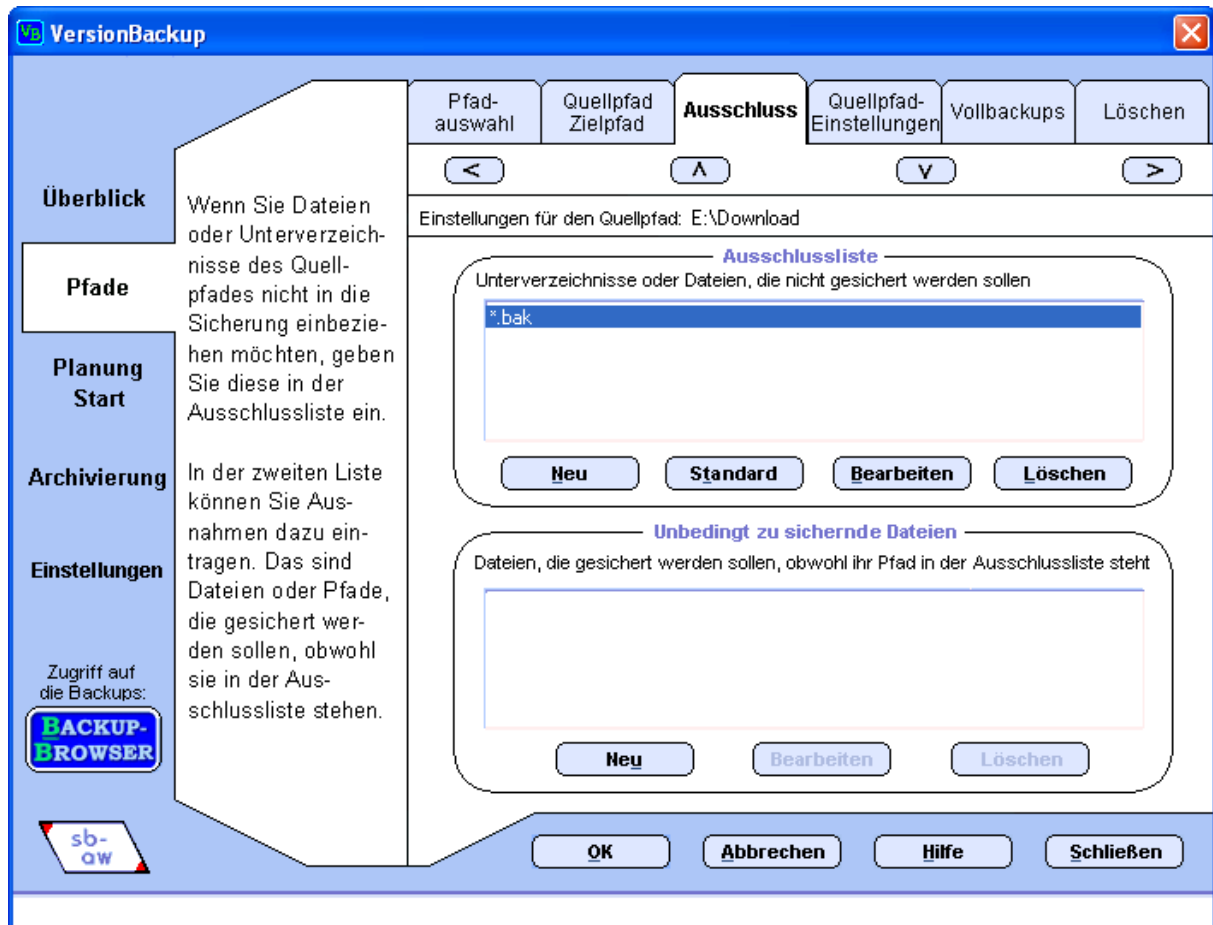 VB VersionBackup
Überblick
Pfade
Planung
Start
Archivierung
Einstellungen
Zugriff auf
die Backups:
BACKUP-
BROWSER
sb-
aw
Wenn Sie Dateien
oder Unterverzeich-
nisse des Quell-
pfades nicht in die
Sicherung einbezie-
hen möchten, geben
Sie diese in der
Ausschlussliste ein.
In der zweiten Liste
können Sie Aus-
nahmen dazu ein-
tragen. Das sind
Dateien oder Pfade,
die gesichert wer-
den sollen, obwohl
sie in der Aus-
schlussliste stehen.
Pfad-
auswahl
Quellpfad
Zielpfad
Ausschluss
Quellpfad-
Einstellungen
Vollbackups
Löschen
< ʌ v >
Einstellungen für den Quellpfad: E:\Download
Ausschlussliste
Unterverzeichnisse oder Dateien, die nicht gesichert werden sollen
*.bak
Neu Standard Bearbeiten Löschen
Unbedingt zu sichernde Dateien
Dateien, die gesichert werden sollen, obwohl ihr Pfad in der Ausschlussliste steht
Neu Bearbeiten Löschen
OK Abbrechen Hilfe Schließen